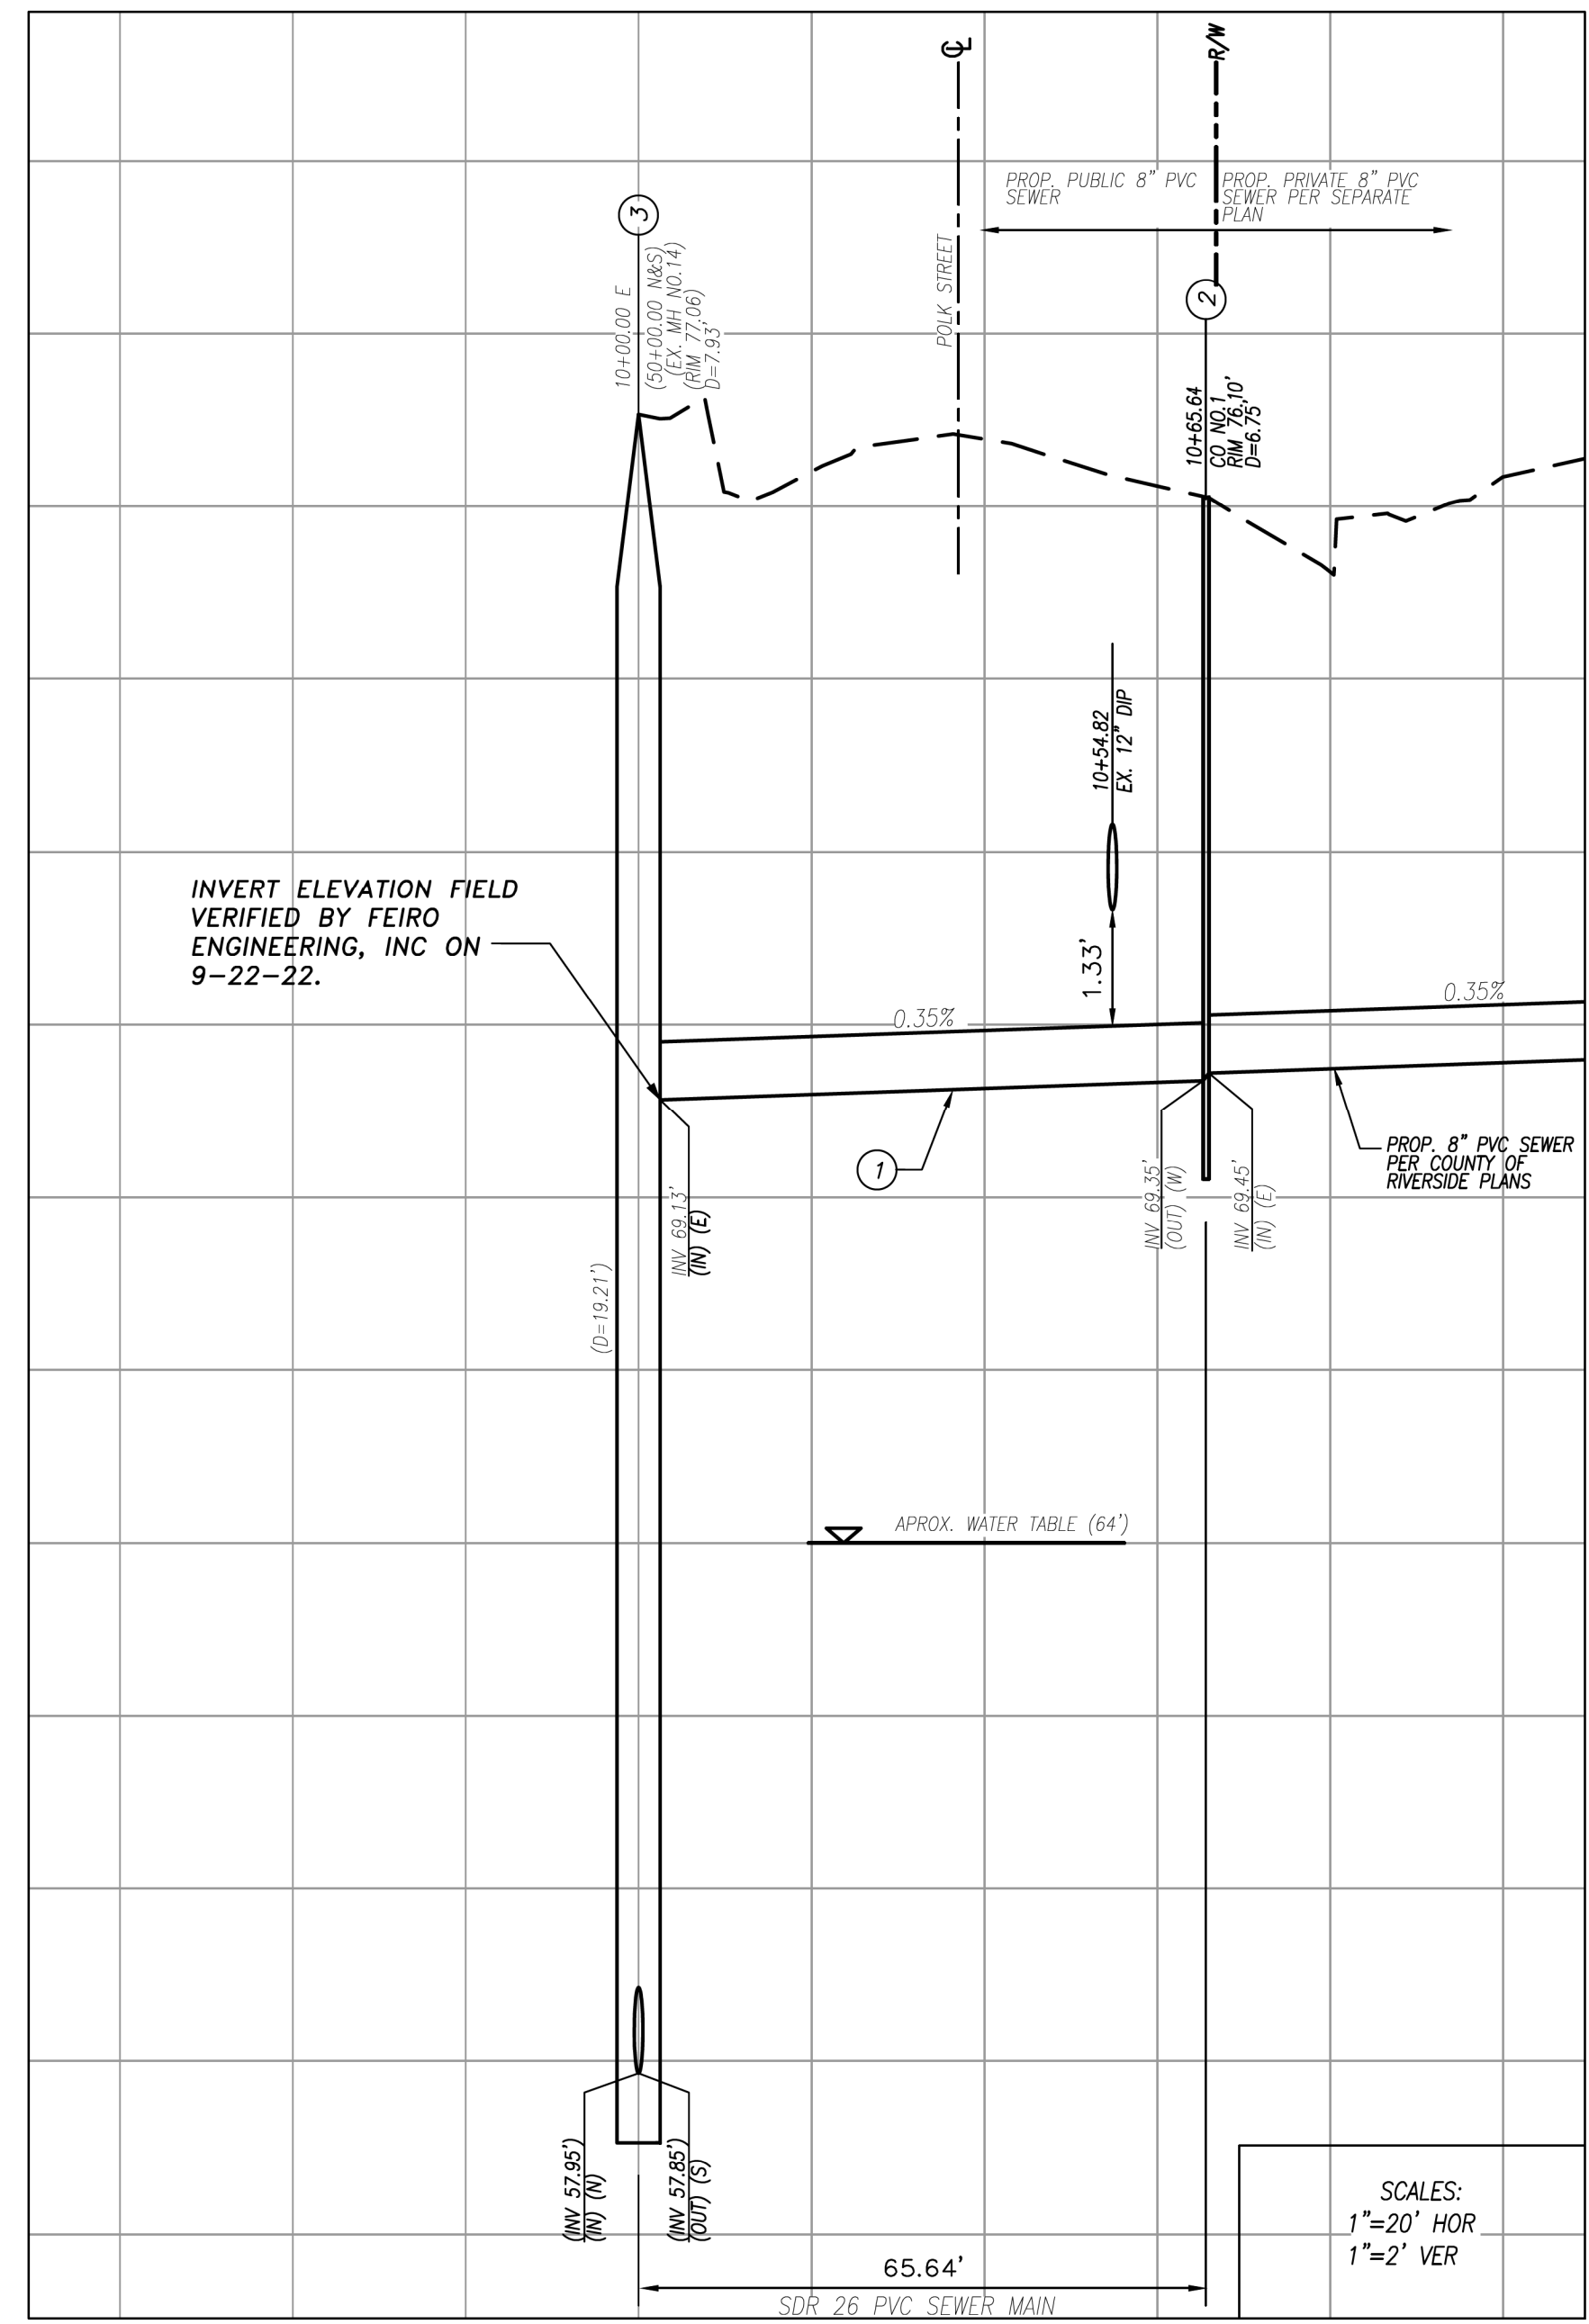 ℄
R/W
PROP. PUBLIC 8" PVC
SEWER
PROP. PRIVATE 8" PVC
SEWER PER SEPARATE
PLAN
3
10+00.00 E
(50+00.00 N&S)
(EX. MH NO.14)
(RIM 77.06)
D=7.93'
POLK STREET
2
10+65.64
CO NO.1
RIM 76.10'
D=6.75'
10+54.82
EX. 12" DIP
INVERT ELEVATION FIELD
VERIFIED BY FEIRO
ENGINEERING, INC ON
9-22-22.
1.33'
0.35%
0.35%
1
PROP. 8" PVC SEWER
PER COUNTY OF
RIVERSIDE PLANS
INV 69.13'
(IN) (E)
INV 69.35'
(OUT) (W)
INV 69.45'
(IN) (E)
(D=19.21')
APROX. WATER TABLE (64')
(INV 57.95')
(IN) (N)
(INV 57.85')
(OUT) (S)
SCALES:
1"=20' HOR
1"=2' VER
65.64'
SDR 26 PVC SEWER MAIN